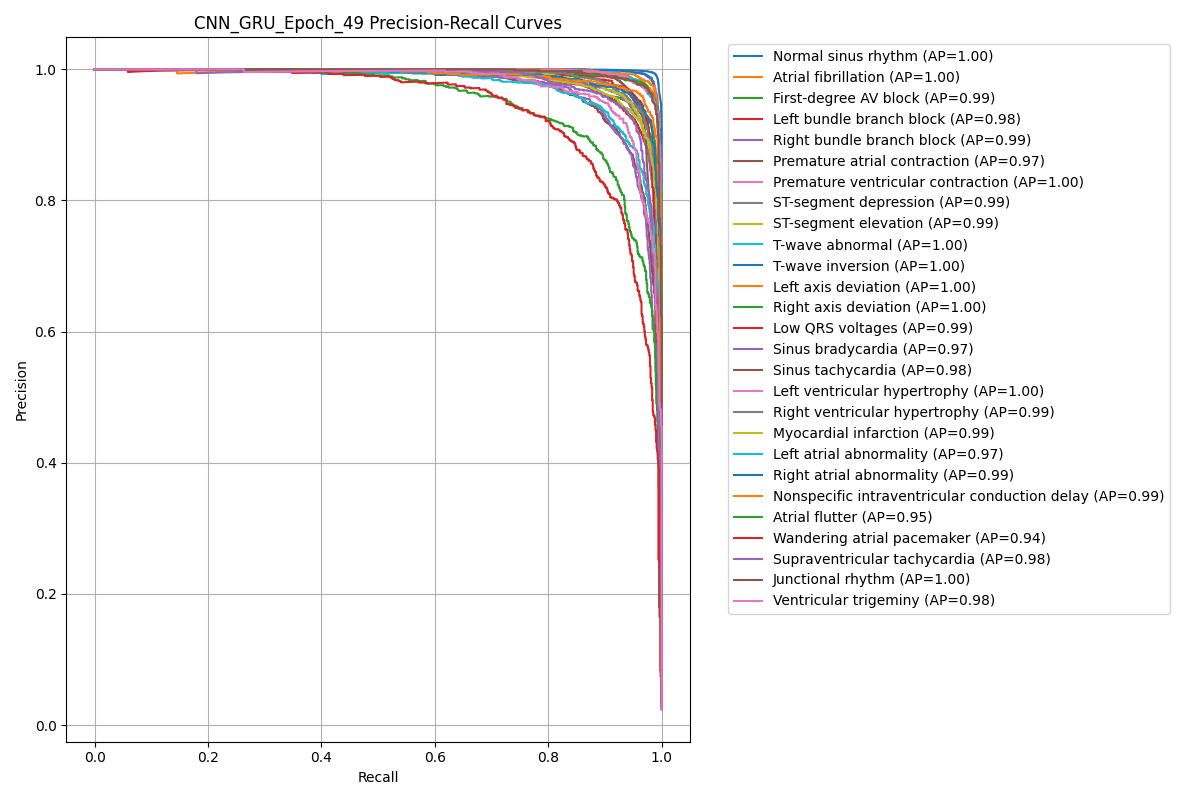 CNN_GRU_Epoch_49 Precision-Recall Curves
Precision
1.0
0.8
0.6
0.4
0.2
0.0
0.0 0.2 0.4 0.6 0.8 1.0
Recall
Normal sinus rhythm (AP=1.00)
Atrial fibrillation (AP=1.00)
First-degree AV block (AP=0.99)
Left bundle branch block (AP=0.98)
Right bundle branch block (AP=0.99)
Premature atrial contraction (AP=0.97)
Premature ventricular contraction (AP=1.00)
ST-segment depression (AP=0.99)
ST-segment elevation (AP=0.99)
T-wave abnormal (AP=1.00)
T-wave inversion (AP=1.00)
Left axis deviation (AP=1.00)
Right axis deviation (AP=1.00)
Low QRS voltages (AP=0.99)
Sinus bradycardia (AP=0.97)
Sinus tachycardia (AP=0.98)
Left ventricular hypertrophy (AP=1.00)
Right ventricular hypertrophy (AP=0.99)
Myocardial infarction (AP=0.99)
Left atrial abnormality (AP=0.97)
Right atrial abnormality (AP=0.99)
Nonspecific intraventricular conduction delay (AP=0.99)
Atrial flutter (AP=0.95)
Wandering atrial pacemaker (AP=0.94)
Supraventricular tachycardia (AP=0.98)
Junctional rhythm (AP=1.00)
Ventricular trigeminy (AP=0.98)